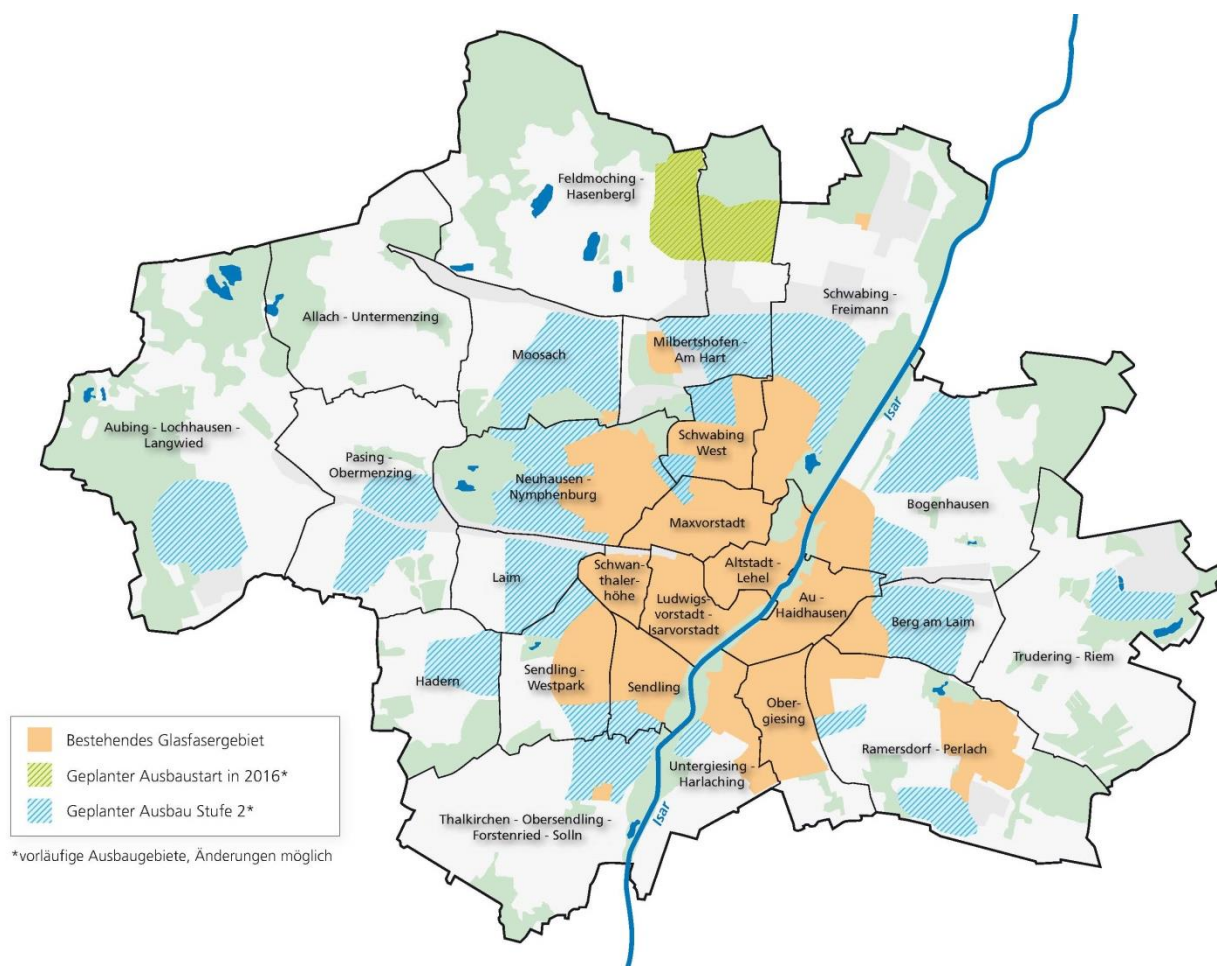 Feldmoching -
Hasenbergl
Schwabing -
Freimann
Allach - Untermenzing
Moosach
Milbertshofen -
Am Hart
Isar
Aubing - Lochhausen -
Langwied
Pasing -
Obermenzing
Neuhausen -
Nymphenburg
Schwabing
West
Maxvorstadt
Bogenhausen
Laim
Schwan-
thaler-
höhe
Altstadt -
Lehel
Ludwigs-
vorstadt -
Isarvorstadt
Au -
Haidhausen
Berg am Laim
Trudering - Riem
Hadern
Sendling -
Westpark
Sendling
Ober-
giesing
Ramersdorf - Perlach
Untergiesing -
Harlaching
Thalkirchen - Obersendling -
Forstenried - Solln
Isar
Bestehendes Glasfasergebiet
Geplanter Ausbaustart in 2016*
Geplanter Ausbau Stufe 2*
*vorläufige Ausbaugebiete, Änderungen möglich